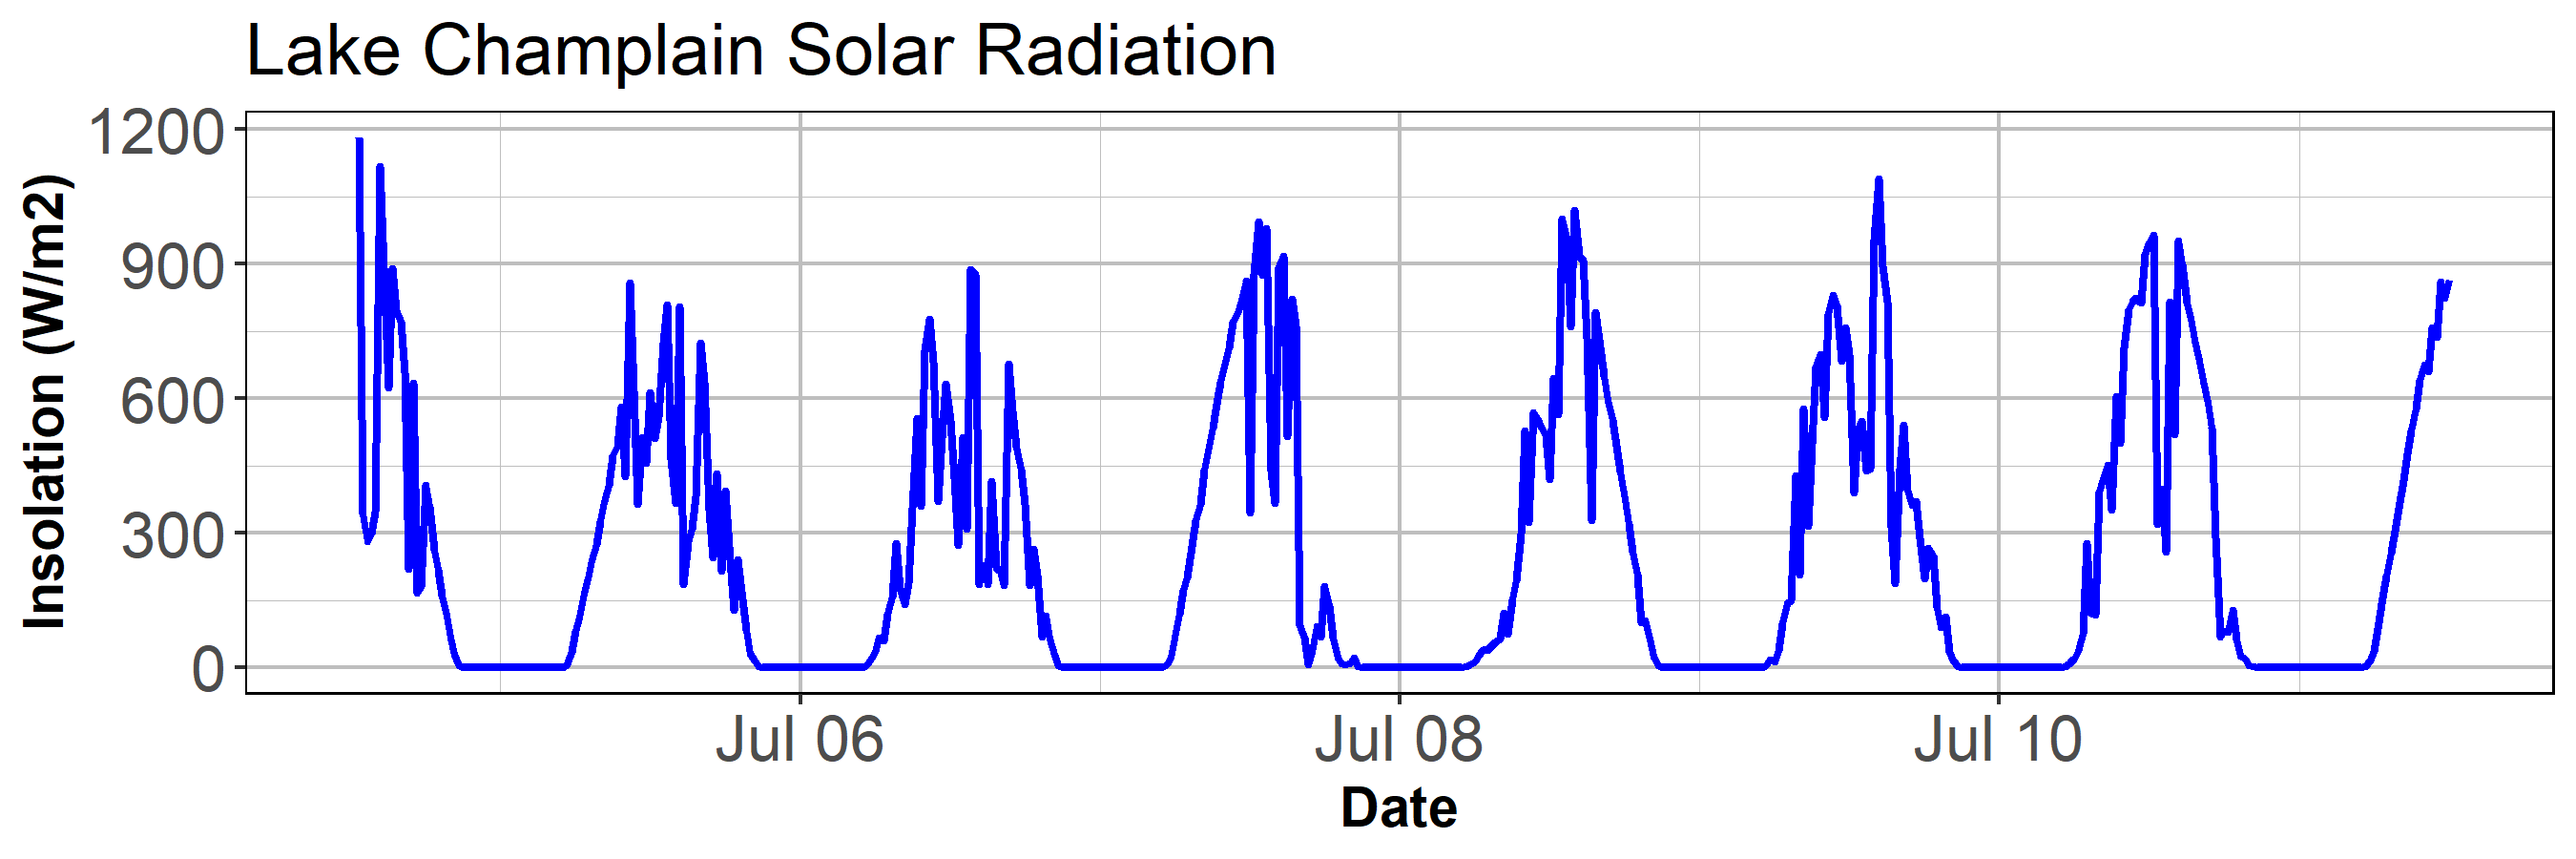 Lake Champlain Solar Radiation
Insolation (W/m2)
1200
900
600
300
0
Jul 06
Jul 08
Jul 10
Date